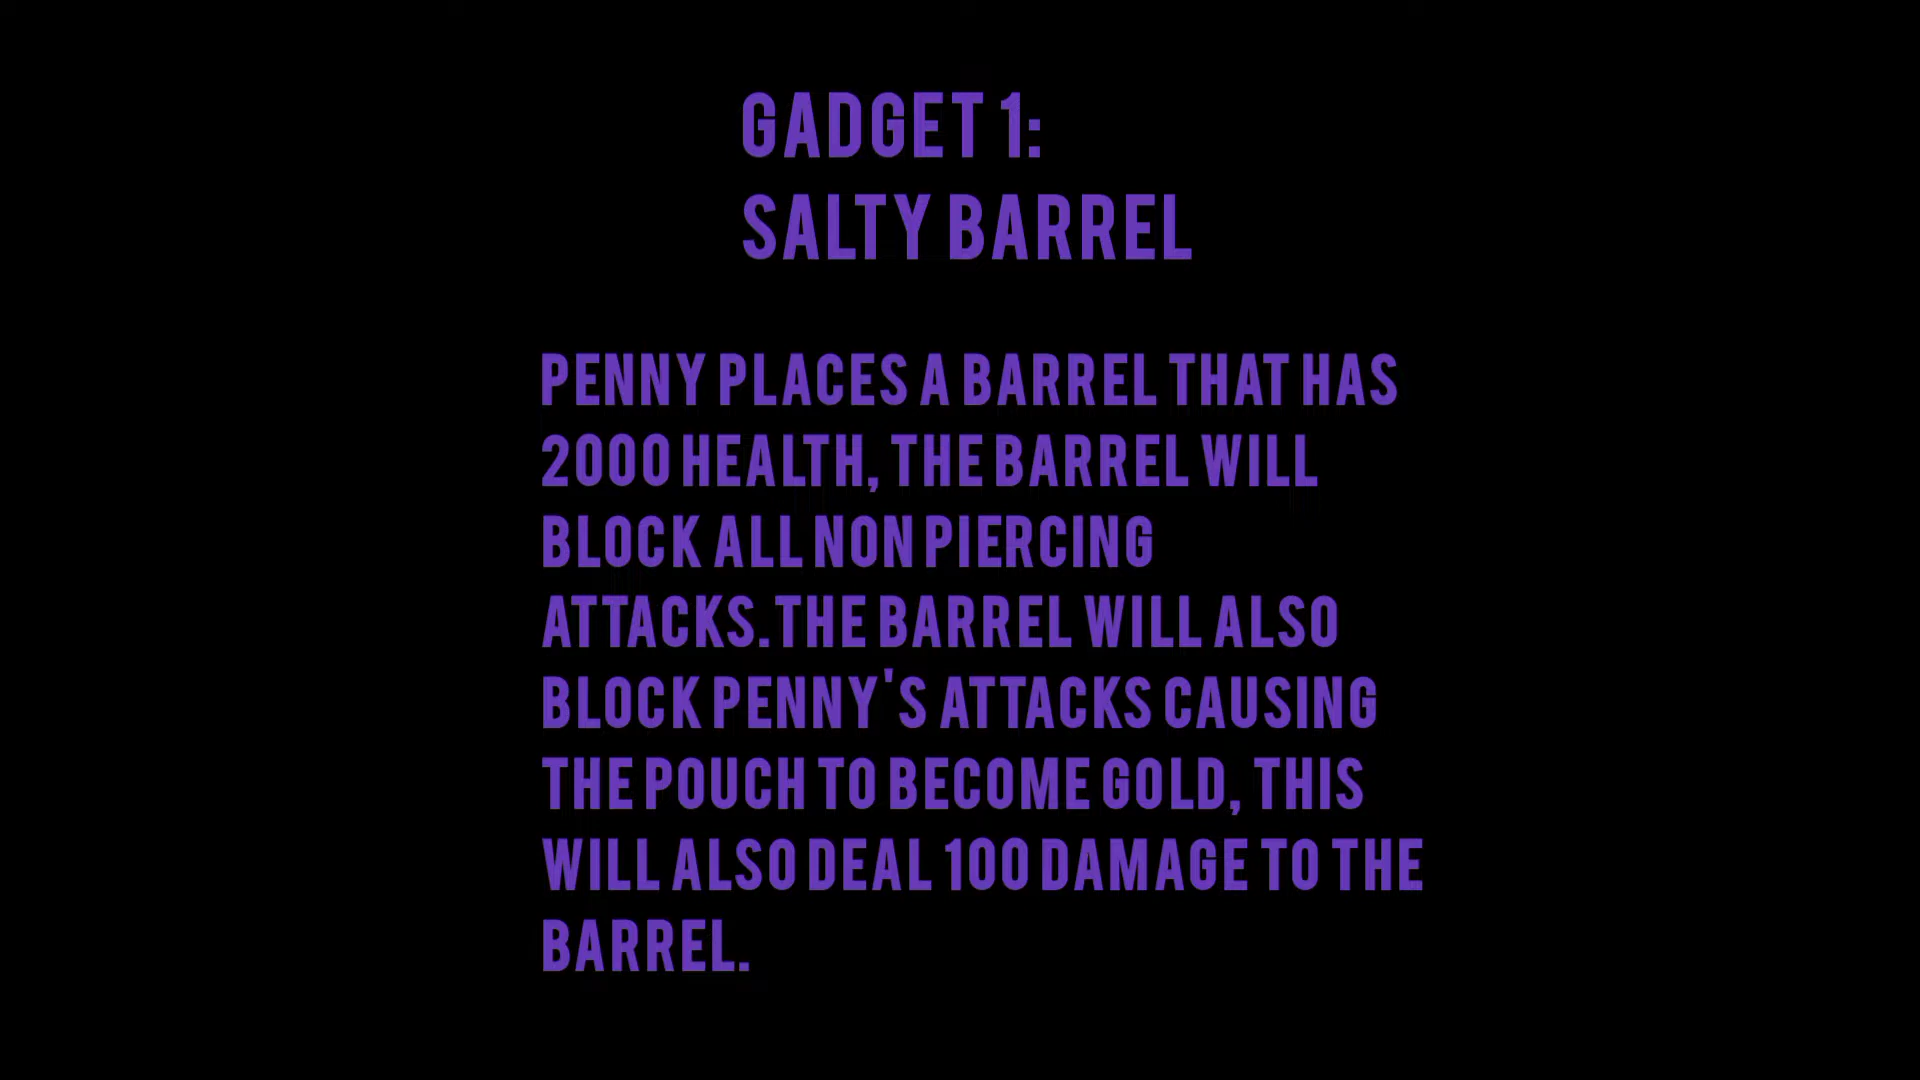 GADGET 1:
SALTY BARREL
PENNY PLACES A BARREL THAT HAS
2000 HEALTH, THE BARREL WILL
BLOCK ALL NON PIERCING
ATTACKS.THE BARREL WILL ALSO
BLOCK PENNY'S ATTACKS CAUSING
THE POUCH TO BECOME GOLD, THIS
WILL ALSO DEAL 100 DAMAGE TO THE
BARREL.